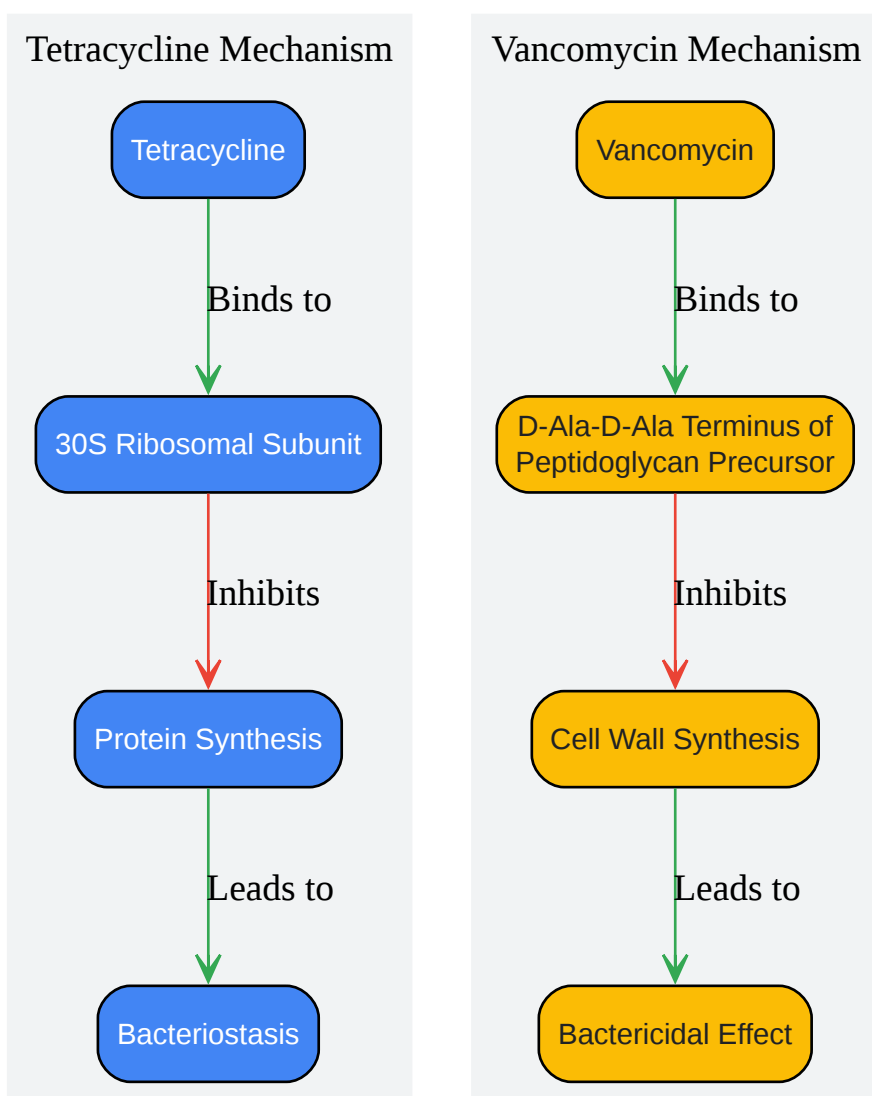 Tetracycline Mechanism
Tetracycline
Binds to
30S Ribosomal Subunit
Inhibits
Protein Synthesis
Leads to
Bacteriostasis
Vancomycin Mechanism
Vancomycin
Binds to
D-Ala-D-Ala Terminus of
Peptidoglycan Precursor
Inhibits
Cell Wall Synthesis
Leads to
Bactericidal Effect